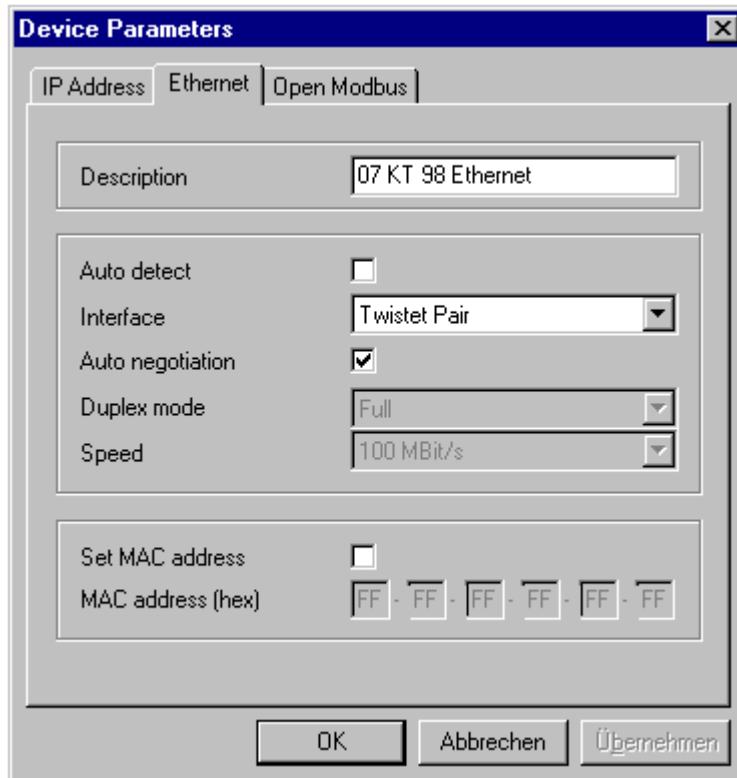 Device Parameters
IP Address Ethernet Open Modbus
Description 07 KT 98 Ethernet
Auto detect
Interface Twistet Pair
Auto negotiation
Duplex mode Full
Speed 100 MBit/s
Set MAC address
MAC address (hex) FF - FF - FF - FF - FF - FF
OK Abbrechen Übernehmen